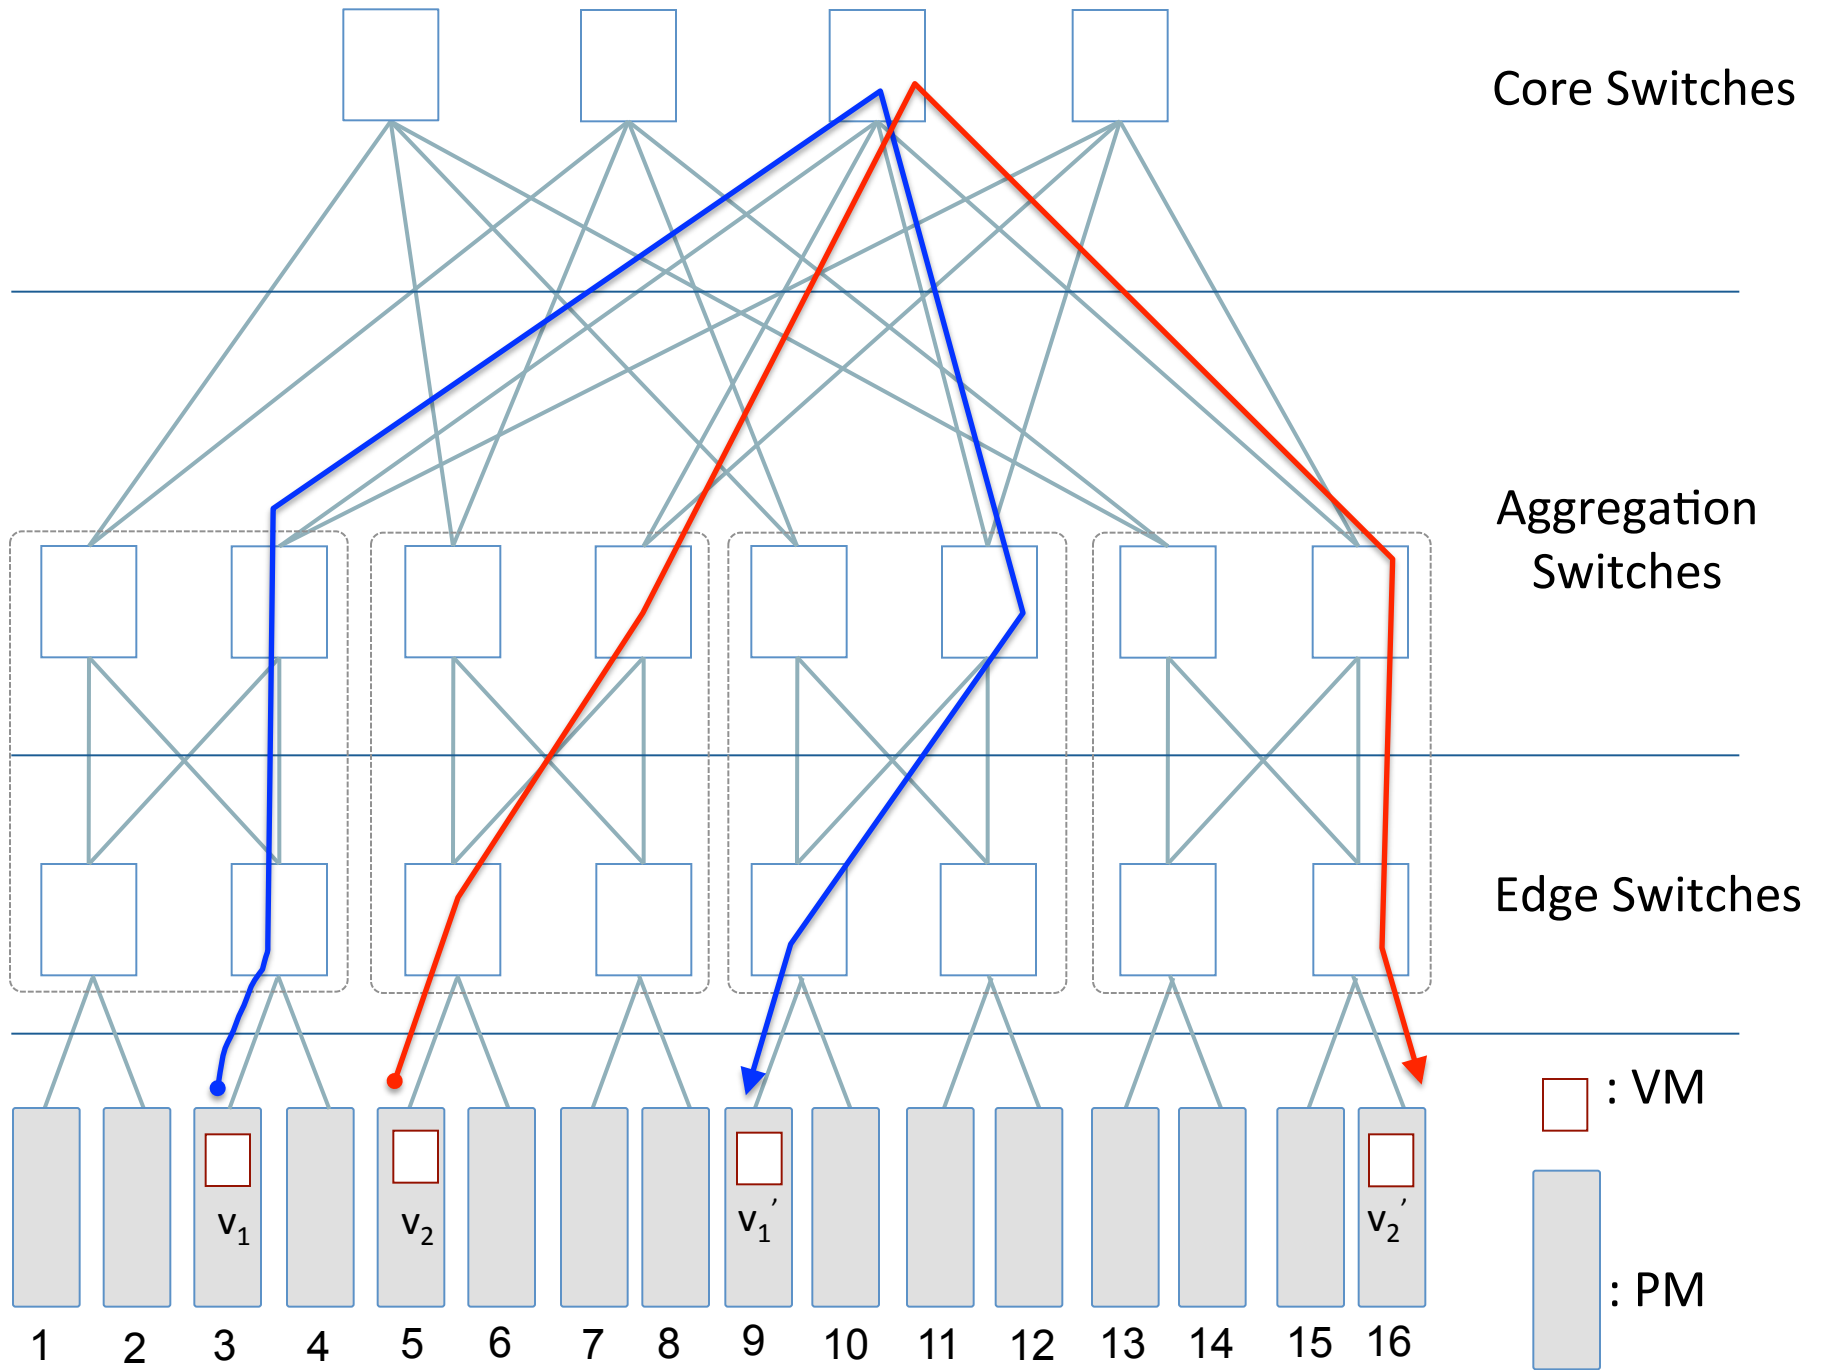 Core Switches
Aggregation
Switches
Edge Switches
: VM
: PM
v1
v2
v1’
v2’
1 2 3 4 5 6 7 8 9 10 11 12 13 14 15 16